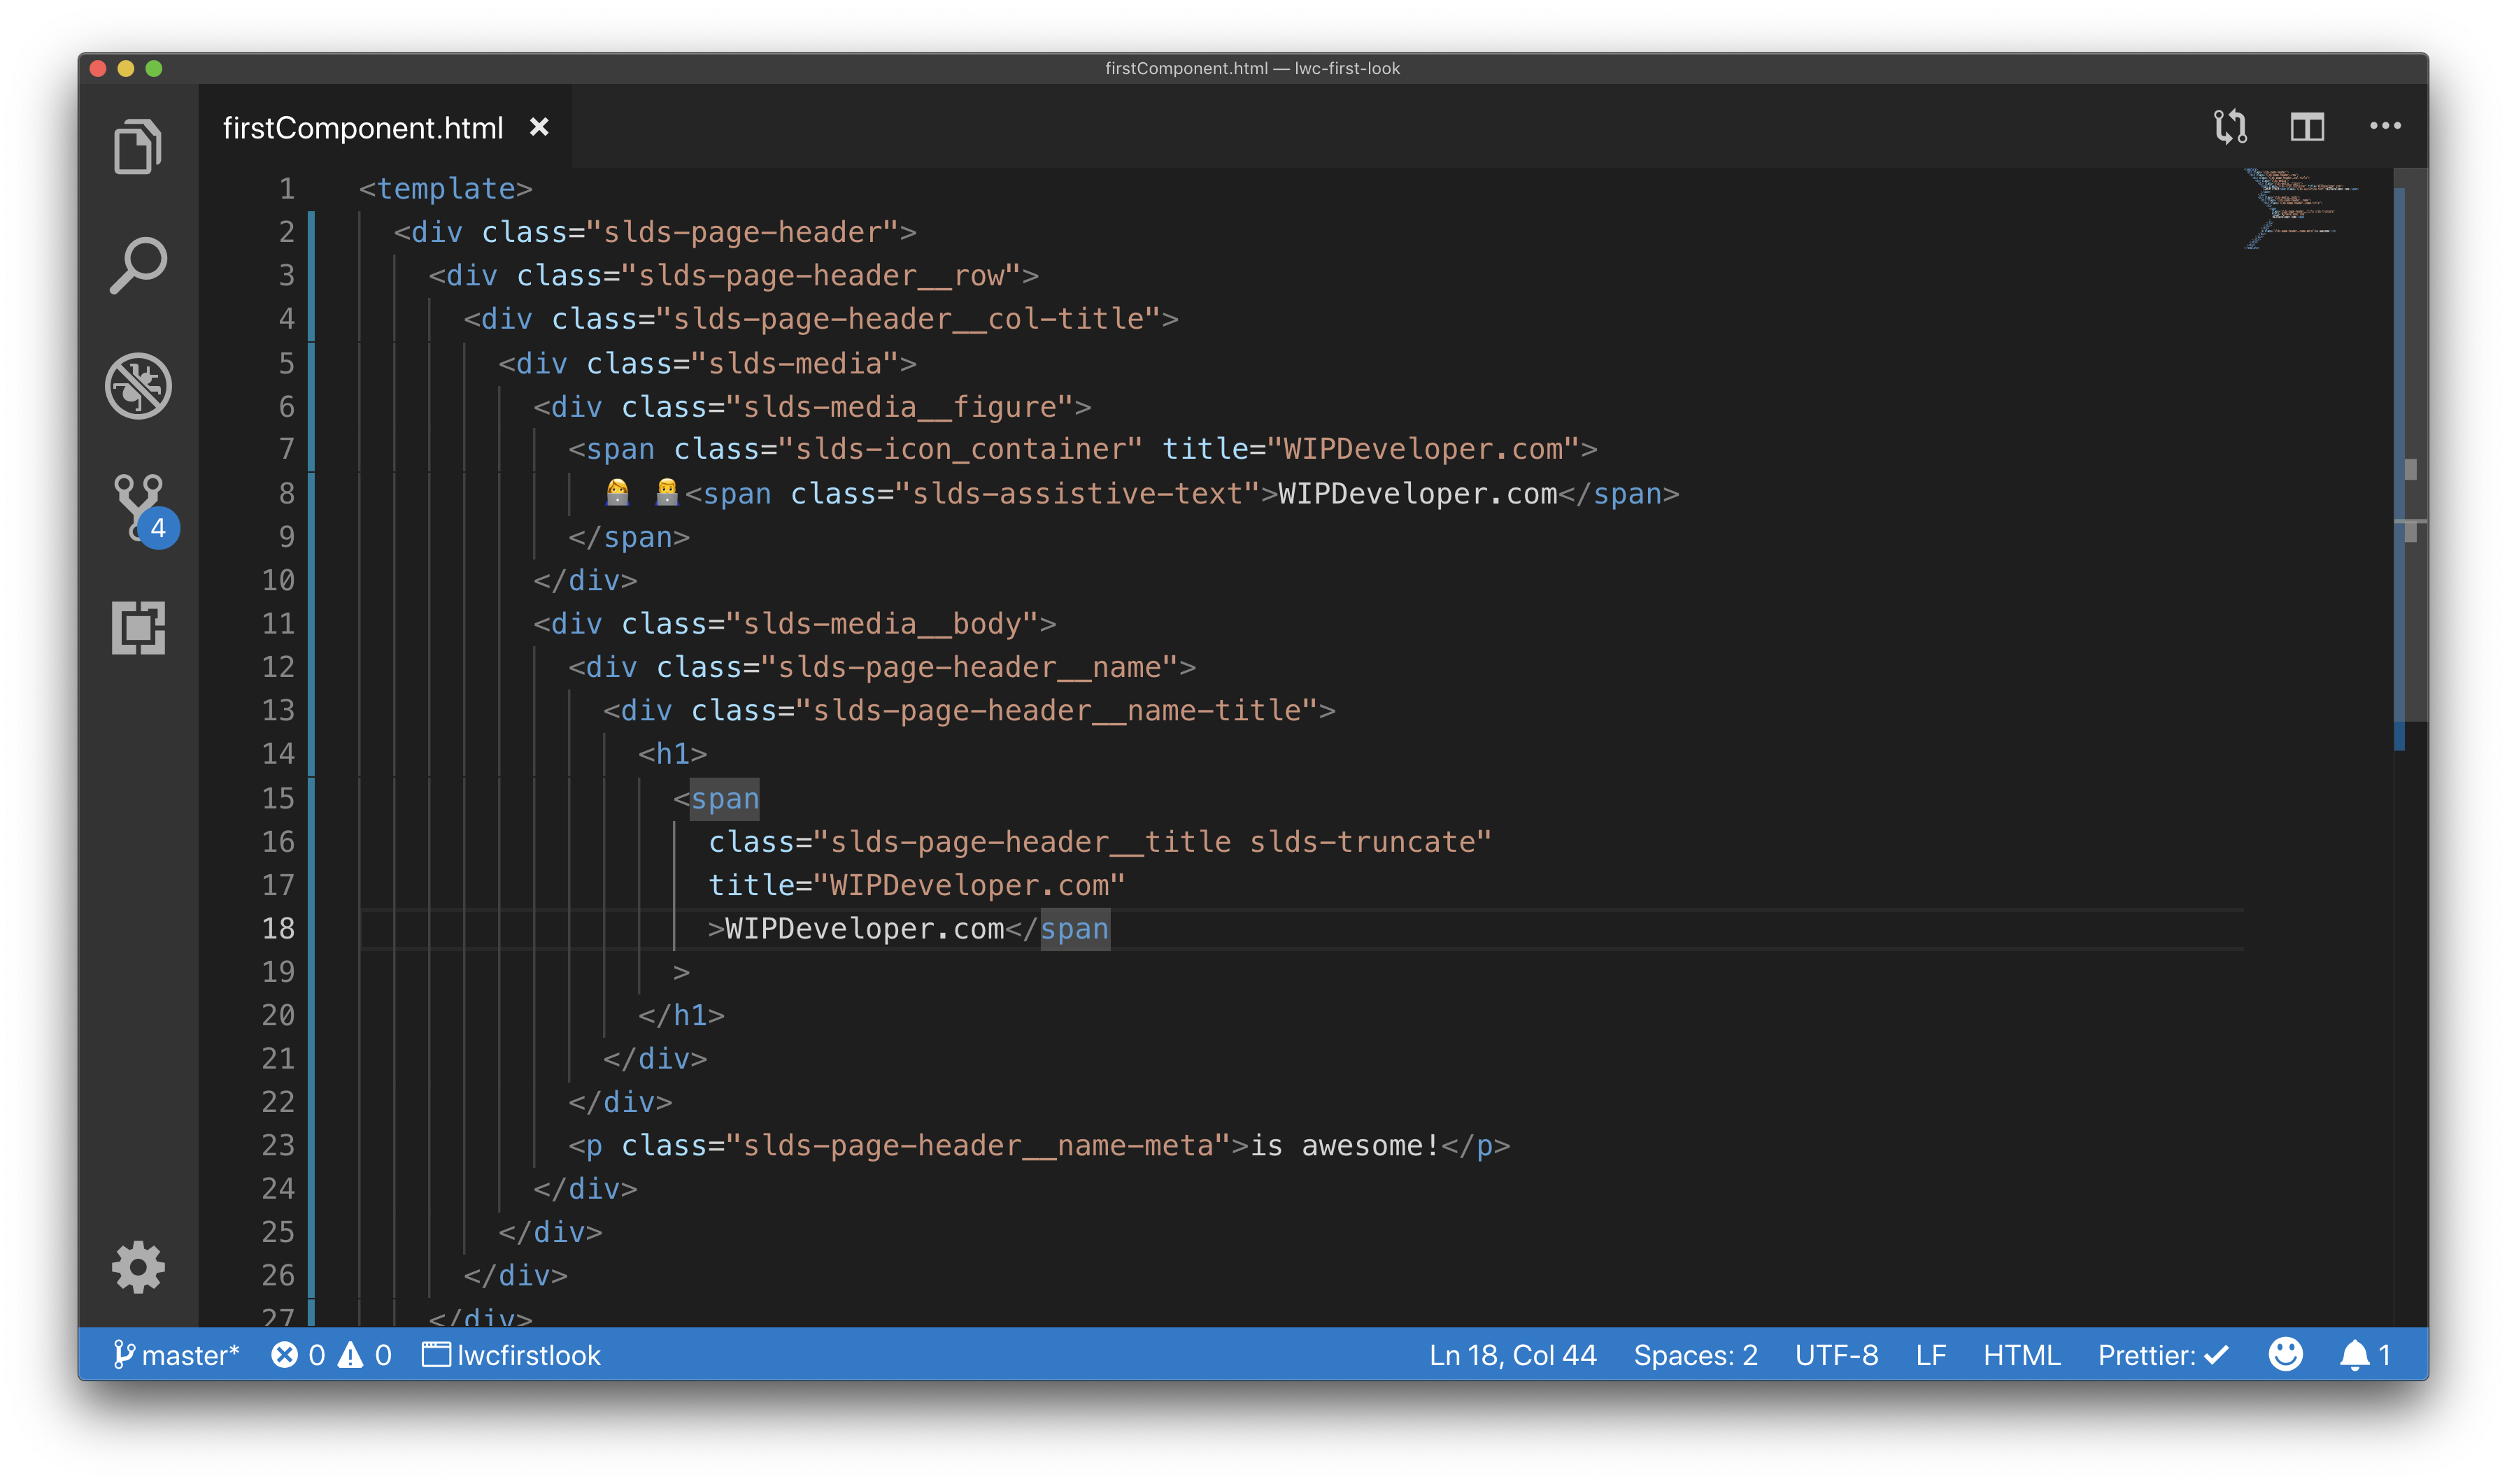 firstComponent.html — lwc-first-look
firstComponent.html
1 <template>
2 <div class="slds-page-header">
3 <div class="slds-page-header__row">
4 <div class="slds-page-header__col-title">
5 <div class="slds-media">
6 <div class="slds-media__figure">
7 <span class="slds-icon_container" title="WIPDeveloper.com">
8 👩‍💻 👨‍💻<span class="slds-assistive-text">WIPDeveloper.com</span>
9 </span>
10 </div>
11 <div class="slds-media__body">
12 <div class="slds-page-header__name">
13 <div class="slds-page-header__name-title">
14 <h1>
15 <span
16 class="slds-page-header__title slds-truncate"
17 title="WIPDeveloper.com"
18 >WIPDeveloper.com</span
19 >
20 </h1>
21 </div>
22 </div>
23 <p class="slds-page-header__name-meta">is awesome!</p>
24 </div>
25 </div>
26 </div>
27 </div>
4
master* 0 0 lwcfirstlook Ln 18, Col 44 Spaces: 2 UTF-8 LF HTML Prettier: ✓ 1